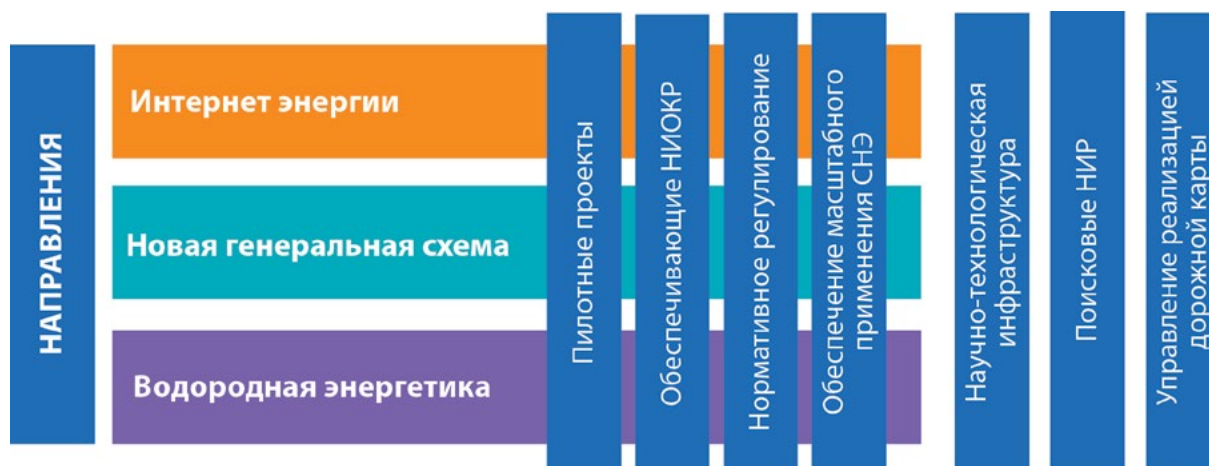 НАПРАВЛЕНИЯ
Интернет энергии
Новая генеральная схема
Водородная энергетика
Пилотные проекты
Обеспечивающие НИОКР
Нормативное регулирование
Обеспечение масштабного
применения СНЭ
Научно-технологическая
инфраструктура
Поисковые НИР
Управление реализацией
дорожной карты